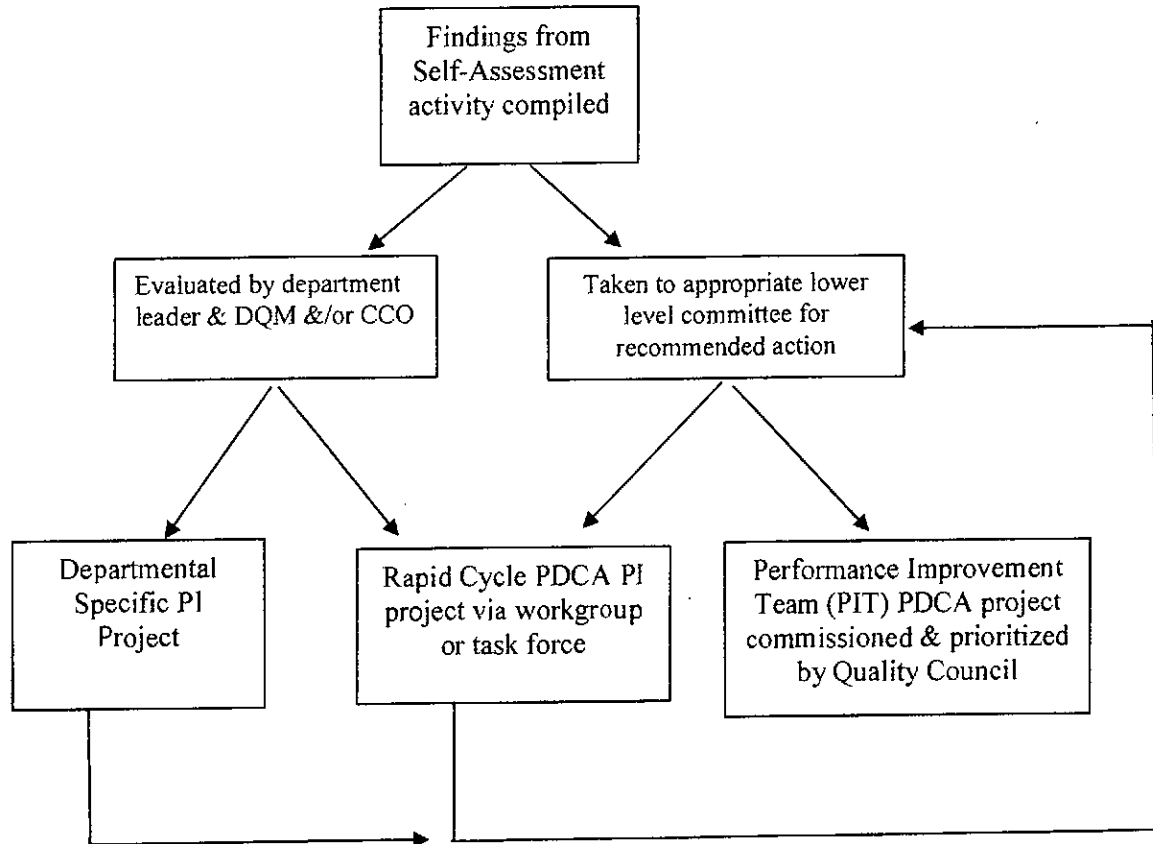 Findings from
Self-Assessment
activity compiled
Evaluated by department
leader & DQM &/or CCO
Taken to appropriate lower
level committee for
recommended action
Departmental
Specific PI
Project
Rapid Cycle PDCA PI
project via workgroup
or task force
Performance Improvement
Team (PIT) PDCA project
commissioned & prioritized
by Quality Council